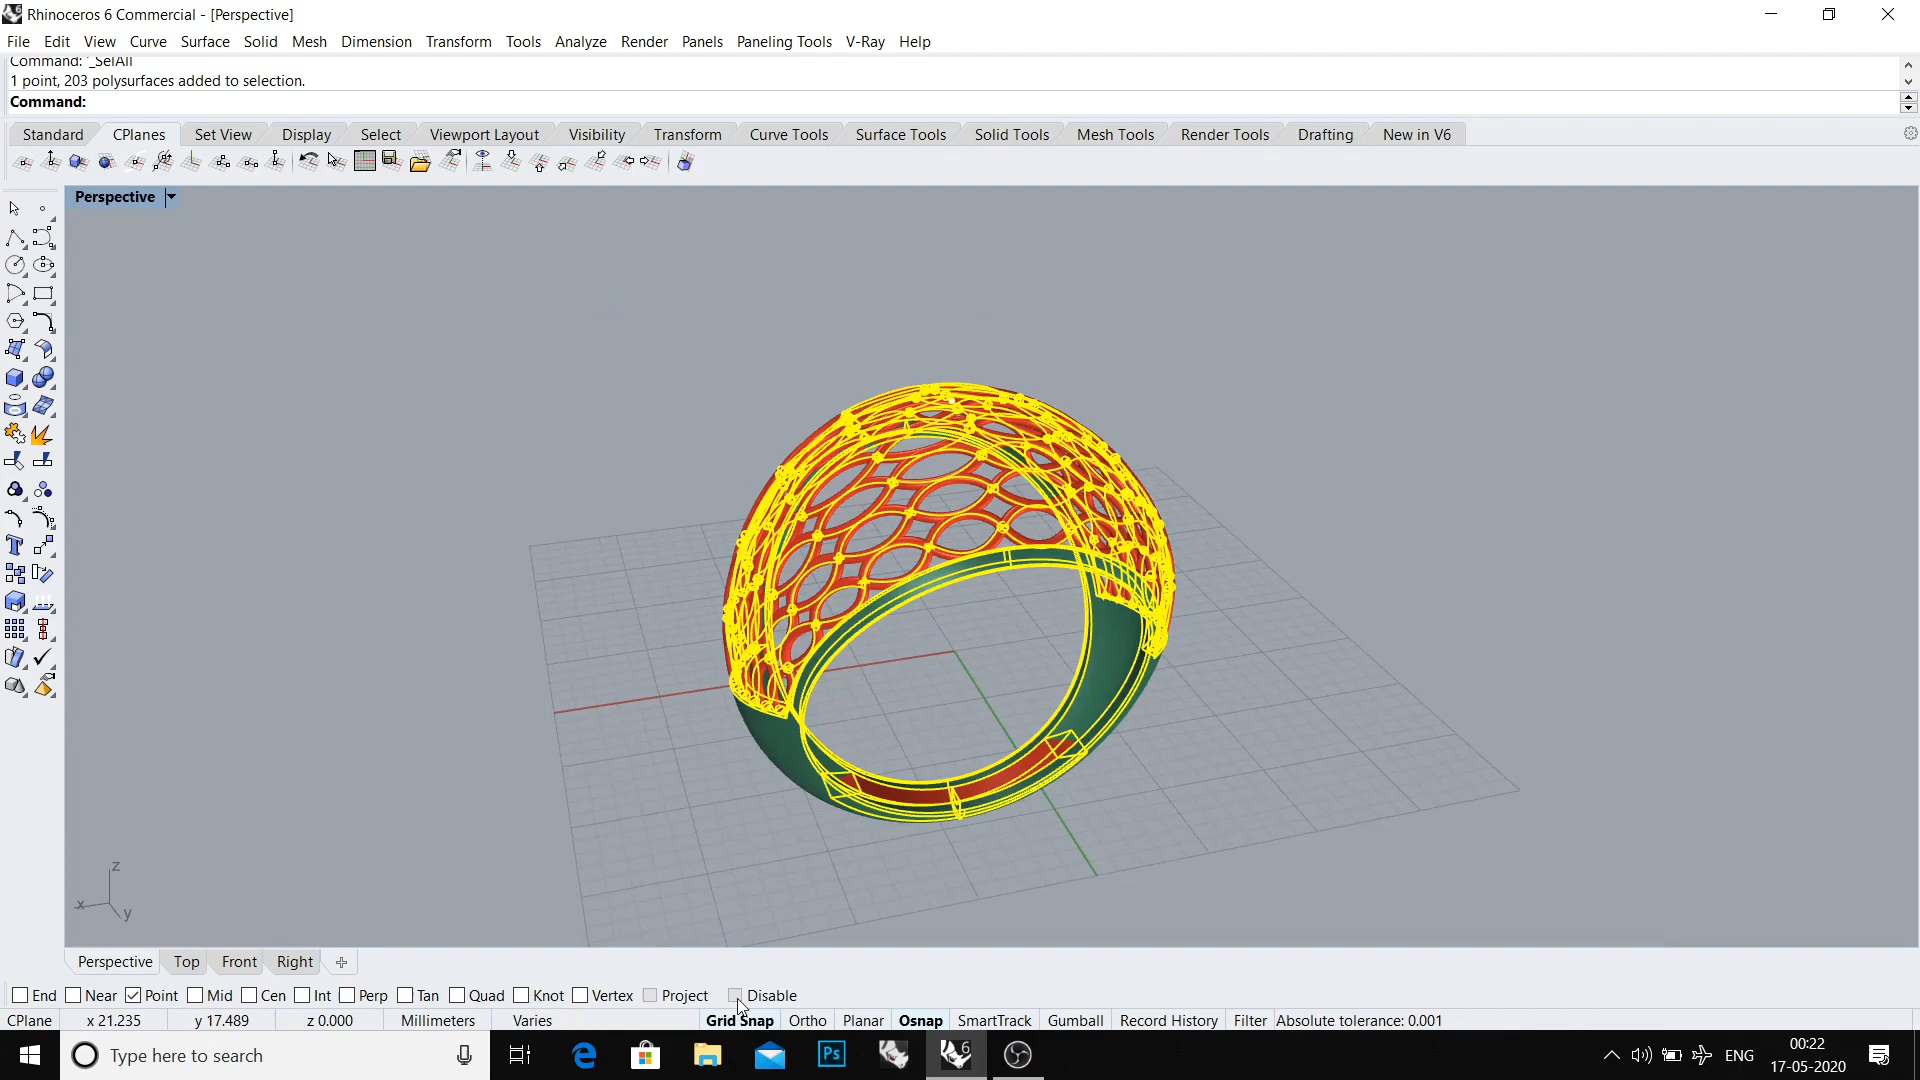 Rhinoceros 6 Commercial - [Perspective]
File Edit View Curve Surface Solid Mesh Dimension Transform Tools Analyze Render Panels Paneling Tools V-Ray Help
Command: '_SelAll
1 point, 203 polysurfaces added to selection.
Command:
Standard CPlanes Set View Display Select Viewport Layout Visibility Transform Curve Tools Surface Tools Solid Tools Mesh Tools Render Tools Drafting New in V6
Perspective
z
x
y
Perspective Top Front Right
End Near Point Mid Cen Int Perp Tan Quad Knot Vertex Project Disable
CPlane x 21.235 y 17.489 z 0.000 Millimeters Varies Grid Snap Ortho Planar Osnap SmartTrack Gumball Record History Filter Absolute tolerance: 0.001
Type here to search Ps 6 ENG 00:22
17-05-2020